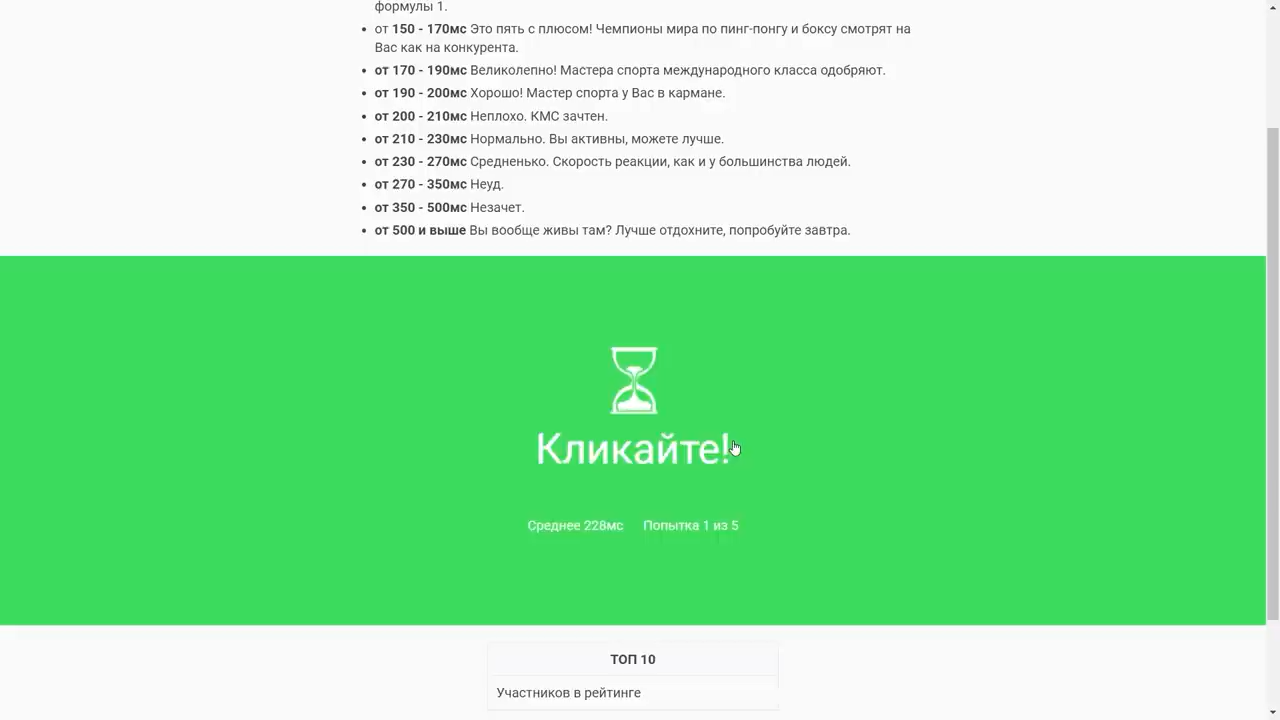 формулы 1.
от 150 - 170мс Это пять с плюсом! Чемпионы мира по пинг-понгу и боксу смотрят на
Вас как на конкурента.
от 170 - 190мс Великолепно! Мастера спорта международного класса одобряют.
от 190 - 200мс Хорошо! Мастер спорта у Вас в кармане.
от 200 - 210мс Неплохо. КМС зачтен.
от 210 - 230мс Нормально. Вы активны, можете лучше.
от 230 - 270мс Средненько. Скорость реакции, как и у большинства людей.
от 270 - 350мс Неуд.
от 350 - 500мс Незачет.
от 500 и выше Вы вообще живы там? Лучше отдохните, попробуйте завтра.
Кликайте!
Среднее 228мс Попытка 1 из 5
ТОП 10
Участников в рейтинге